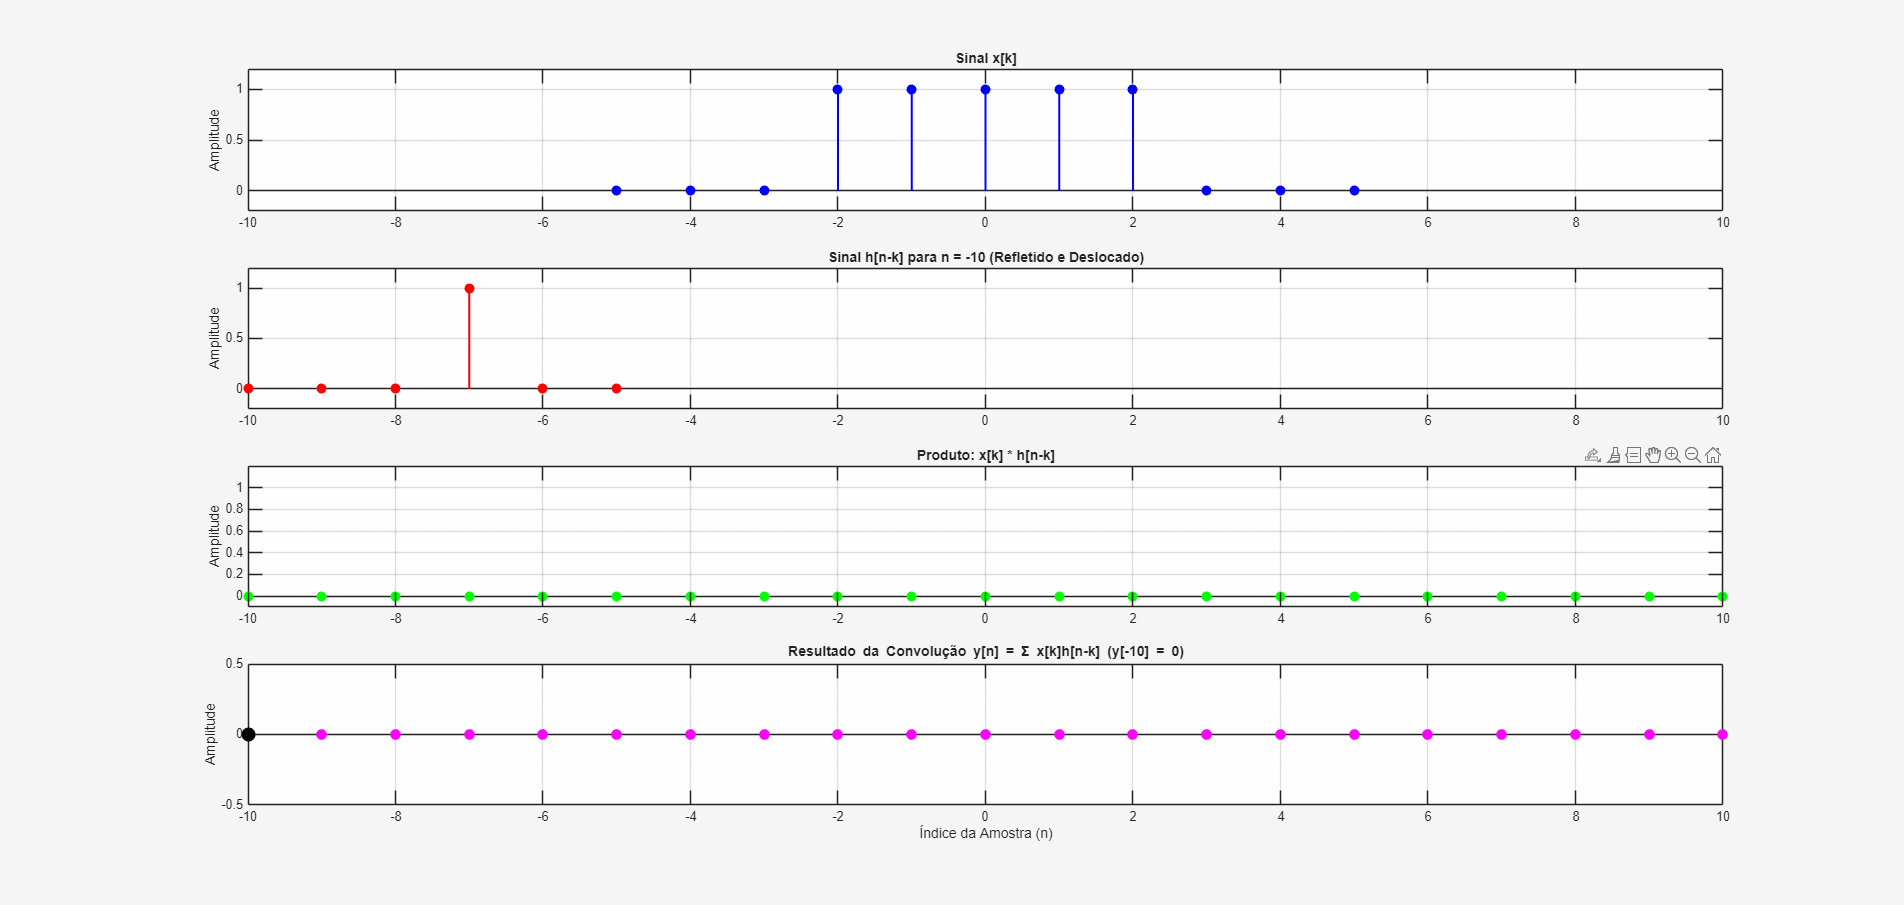 Sinal x[k]
Amplitude
1
0.5
0
-10 -8 -6 -4 -2 0 2 4 6 8 10
Sinal h[n-k] para n = -10 (Refletido e Deslocado)
Amplitude
1
0.5
0
-10 -8 -6 -4 -2 0 2 4 6 8 10
Produto: x[k] * h[n-k]
Amplitude
1
0.8
0.6
0.4
0.2
0
-10 -8 -6 -4 -2 0 2 4 6 8 10
Resultado da Convolução y[n] = Σ x[k]h[n-k] (y[-10] = 0)
Amplitude
0.5
0
-0.5
-10 -8 -6 -4 -2 0 2 4 6 8 10
Índice da Amostra (n)